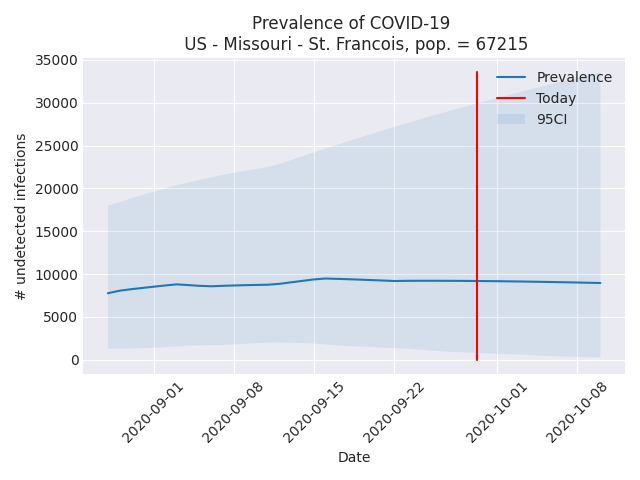 Prevalence of COVID-19
US - Missouri - St. Francois, pop. = 67215
35000
30000
25000
20000
15000
10000
5000
0
# undetected infections
Prevalence
Today
95CI
2020-09-01
2020-09-08
2020-09-15
2020-09-22
2020-10-01
2020-10-08
Date